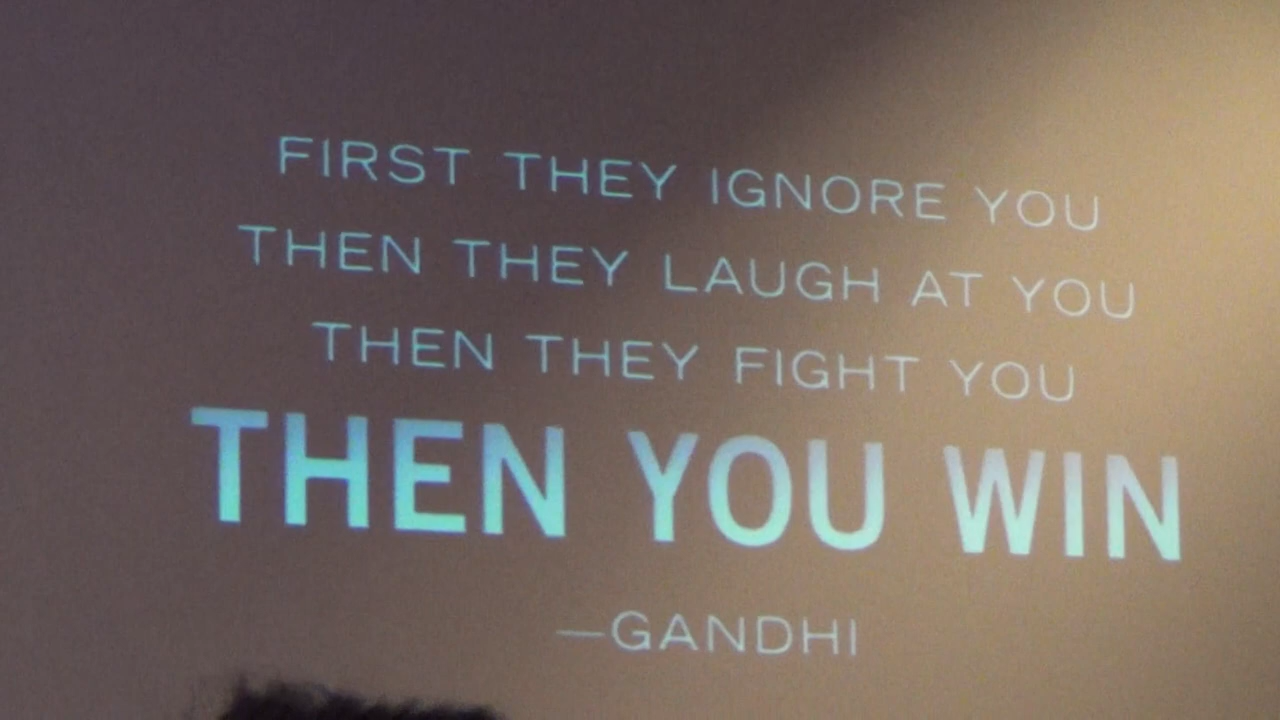 FIRST THEY IGNORE YOU
THEN THEY LAUGH AT YOU
THEN THEY FIGHT YOU
THEN YOU WIN
—GANDHI